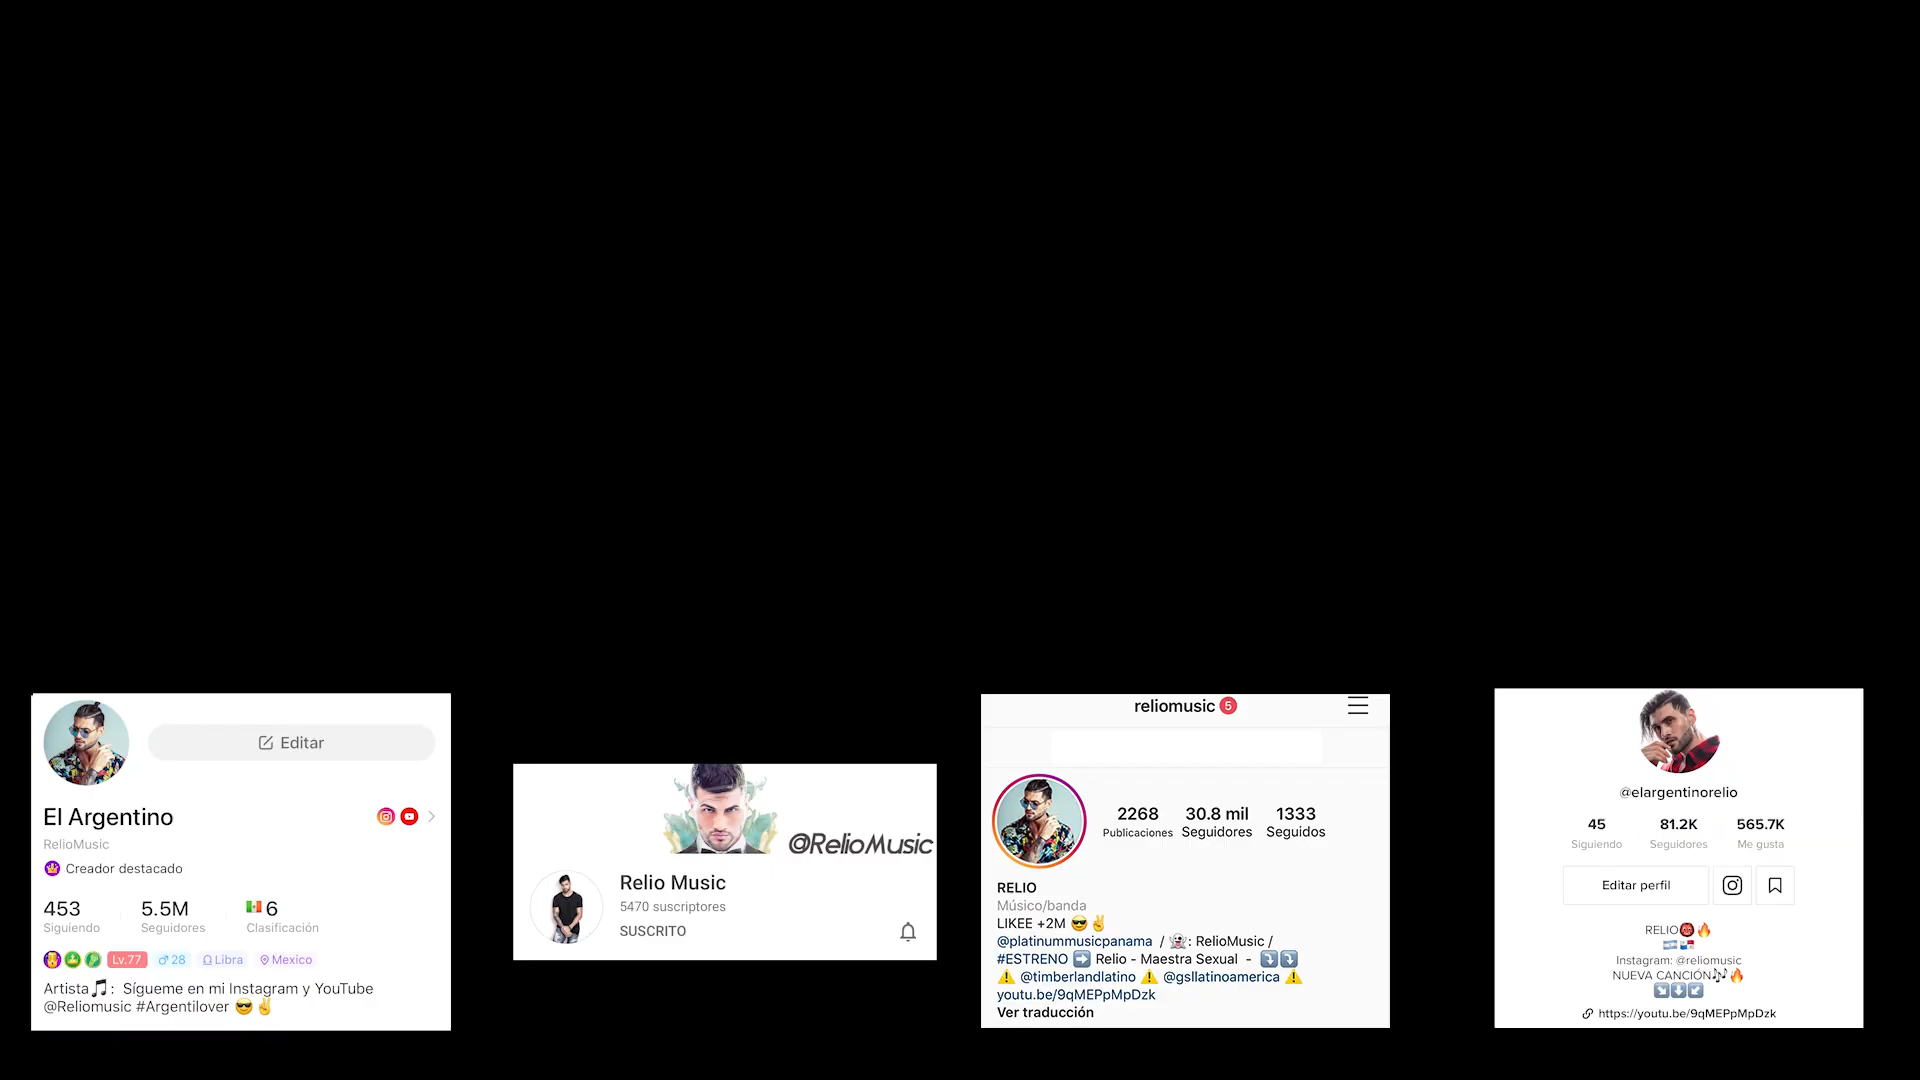 Editar
El Argentino
RelioMusic
Creador destacado
453 5.5M 6
Siguiendo Seguidores Clasificación
Lv.77 ♂28 Libra Mexico
Artista🎵: Sígueme en mi Instagram y YouTube
@Reliomusic #Argentilover 😎✌
@RelioMusic
Relio Music
5470 suscriptores
SUSCRITO
reliomusic 5
2268 30.8 mil 1333
Publicaciones Seguidores Seguidos
RELIO
Músico/banda
LIKEE +2M 😎✌
@platinummusicpanama / 👻: RelioMusic /
#ESTRENO ➡️ Relio - Maestra Sexual - ⤵️⤵️
⚠️ @timberlandlatino ⚠️ @gsllatinoamerica ⚠️
youtu.be/9qMEPpMpDzk
Ver traducción
@elargentinorelio
45 81.2K 565.7K
Siguiendo Seguidores Me gusta
Editar perfil
RELIO👹🔥
🇦🇷🇵🇦
Instagram: @reliomusic
NUEVA CANCIÓN🎶🔥
↘️⬇️↙️
https://youtu.be/9qMEPpMpDzk